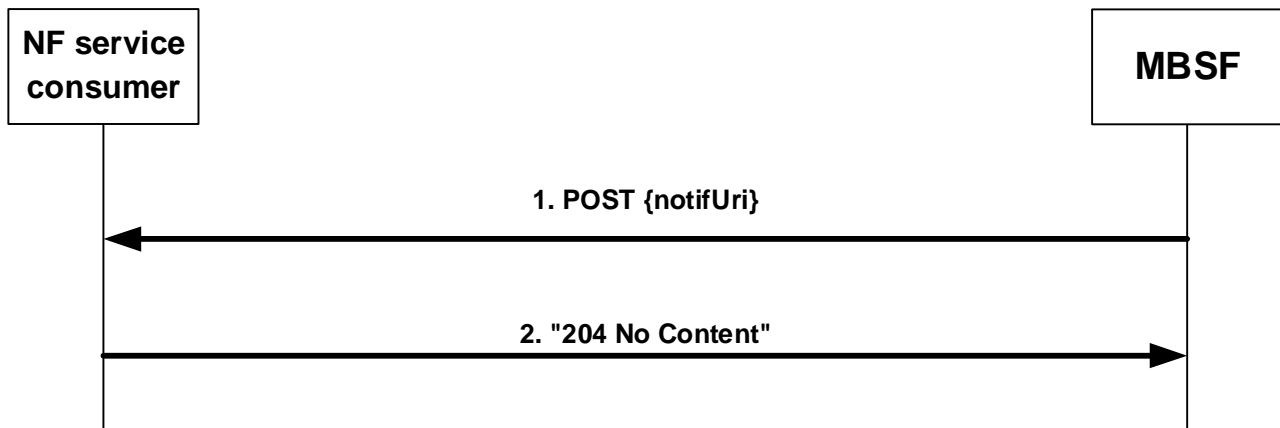 NF service
consumer
MBSF
1. POST {notifUri}
2. "204 No Content"